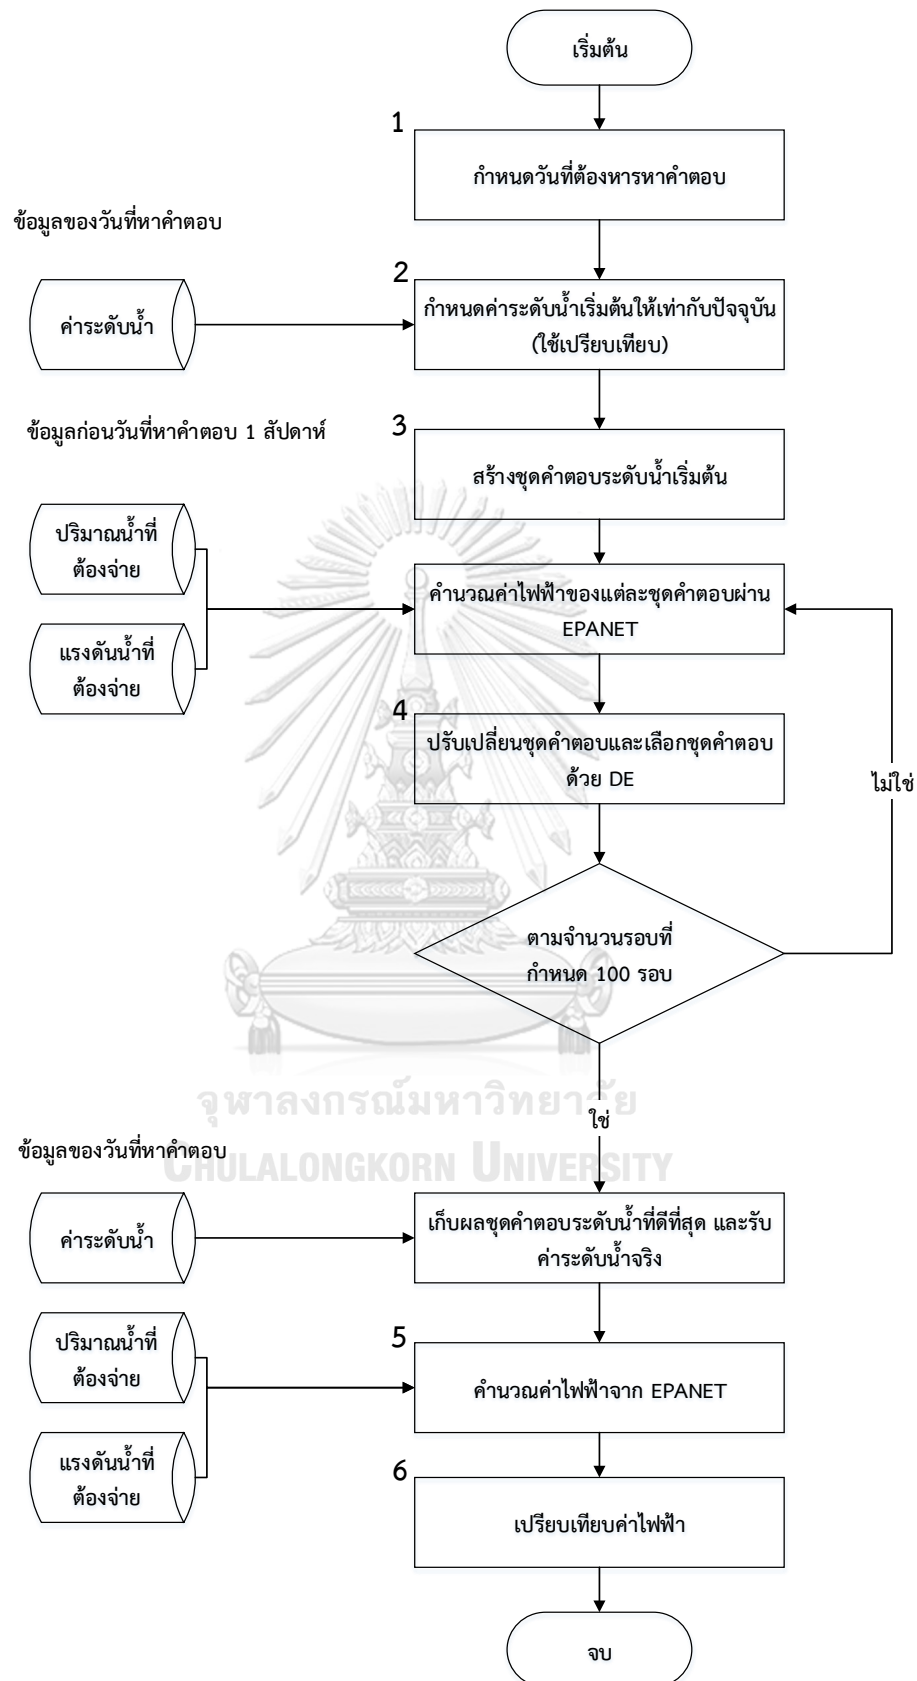 เริ่มต้น
1
กำหนดวันที่ต้องหารหาคำตอบ
ข้อมูลของวันที่หาคำตอบ
2
ค่าระดับน้ำ
กำหนดค่าระดับน้ำเริ่มต้นให้เท่ากับปัจจุบัน
(ใช้เปรียบเทียบ)
ข้อมูลก่อนวันที่หาคำตอบ 1 สัปดาห์
3
สร้างชุดคำตอบระดับน้ำเริ่มต้น
ปริมาณน้ำที่
ต้องจ่าย
แรงดันน้ำที่
ต้องจ่าย
คำนวณค่าไฟฟ้าของแต่ละชุดคำตอบผ่าน
EPANET
4
ปรับเปลี่ยนชุดคำตอบและเลือกชุดคำตอบ
ด้วย DE
ไม่ใช่
ตามจำนวนรอบที่
กำหนด 100 รอบ
จุฬาลงกรณ์มหาวิทยาลัย
CHULALONGKORN UNIVERSITY
ใช่
ข้อมูลของวันที่หาคำตอบ
ค่าระดับน้ำ
เก็บผลชุดคำตอบระดับน้ำที่ดีที่สุด และรับ
ค่าระดับน้ำจริง
ปริมาณน้ำที่
ต้องจ่าย
แรงดันน้ำที่
ต้องจ่าย
5
คำนวณค่าไฟฟ้าจาก EPANET
6
เปรียบเทียบค่าไฟฟ้า
จบ